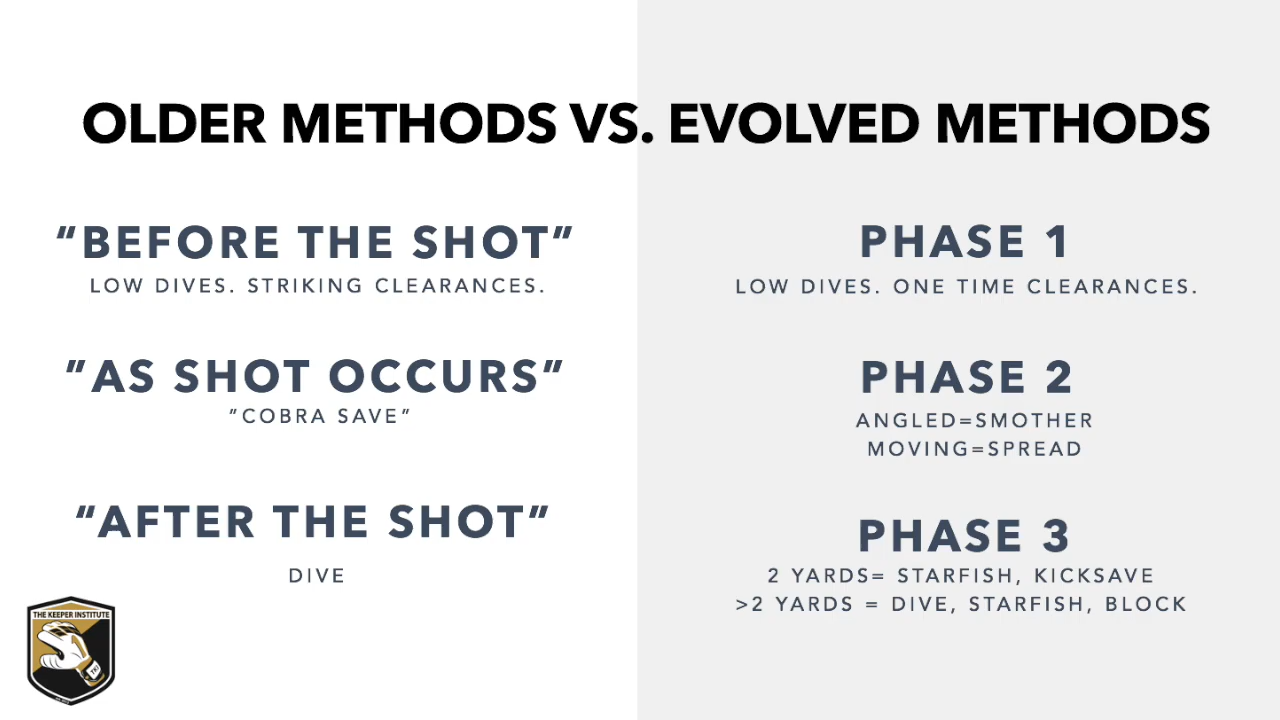 OLDER METHODS VS. EVOLVED METHODS
"BEFORE THE SHOT"
LOW DIVES. STRIKING CLEARANCES.
"AS SHOT OCCURS"
"COBRA SAVE"
"AFTER THE SHOT"
DIVE
PHASE 1
LOW DIVES. ONE TIME CLEARANCES.
PHASE 2
ANGLED=SMOTHER
MOVING=SPREAD
PHASE 3
2 YARDS= STARFISH, KICKSAVE
>2 YARDS = DIVE, STARFISH, BLOCK
THE KEEPER INSTITUTE